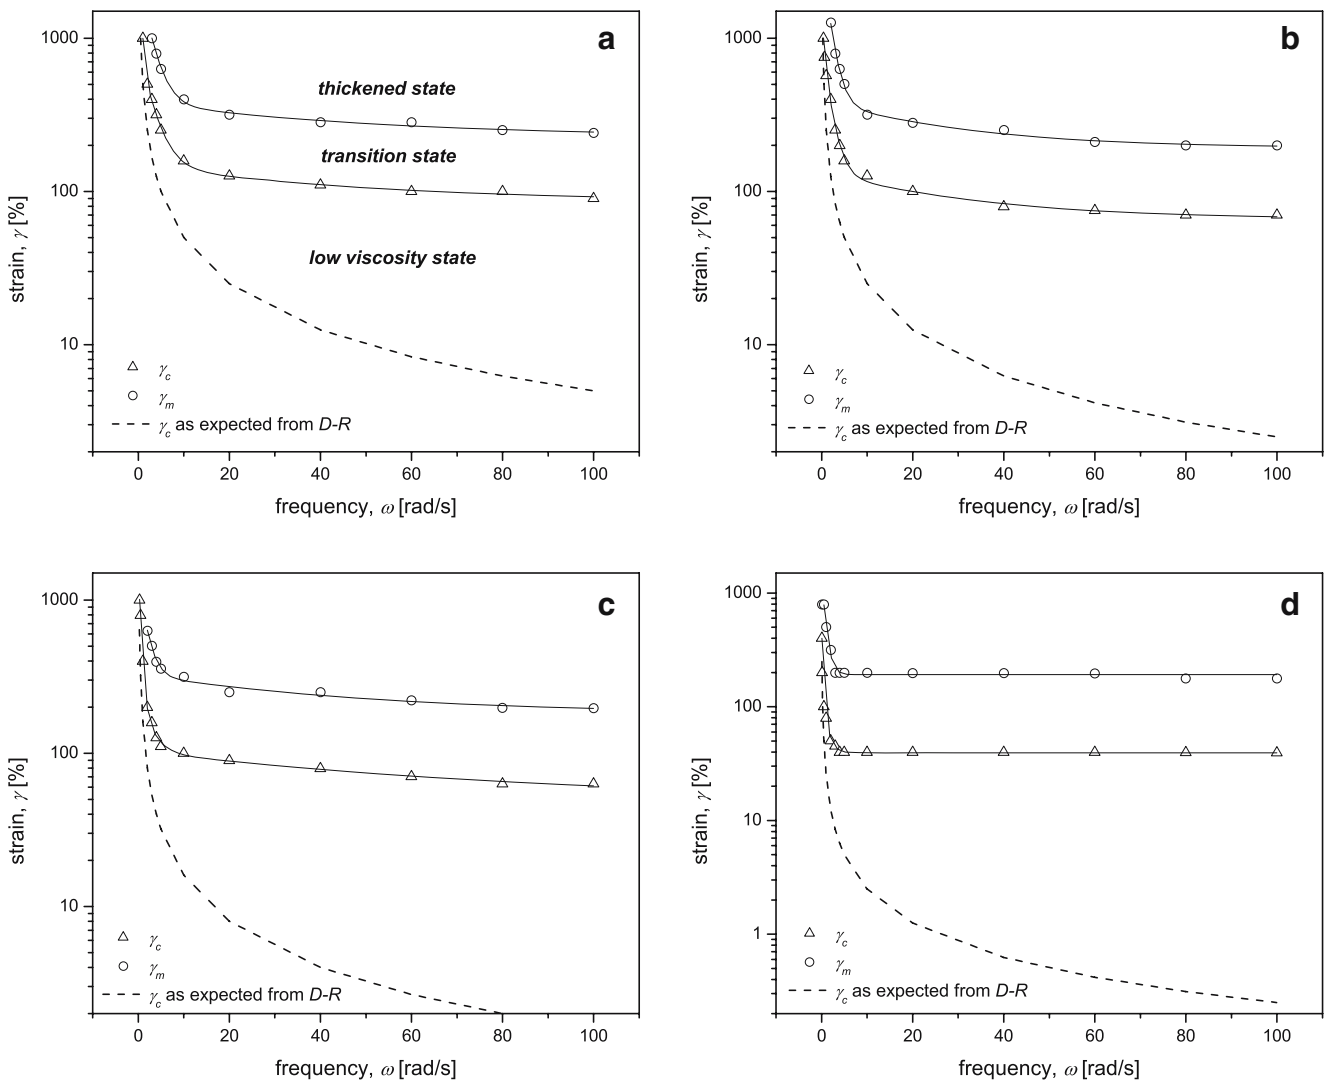 a
1000
100
10
strain, γ [%]
thickened state
transition state
low viscosity state
γc
γm
γc as expected from D-R
0 20 40 60 80 100
frequency, ω [rad/s]
b
1000
100
10
strain, γ [%]
γc
γm
γc as expected from D-R
0 20 40 60 80 100
frequency, ω [rad/s]
c
1000
100
10
strain, γ [%]
γc
γm
γc as expected from D-R
0 20 40 60 80 100
frequency, ω [rad/s]
d
1000
100
10
1
strain, γ [%]
γc
γm
γc as expected from D-R
0 20 40 60 80 100
frequency, ω [rad/s]